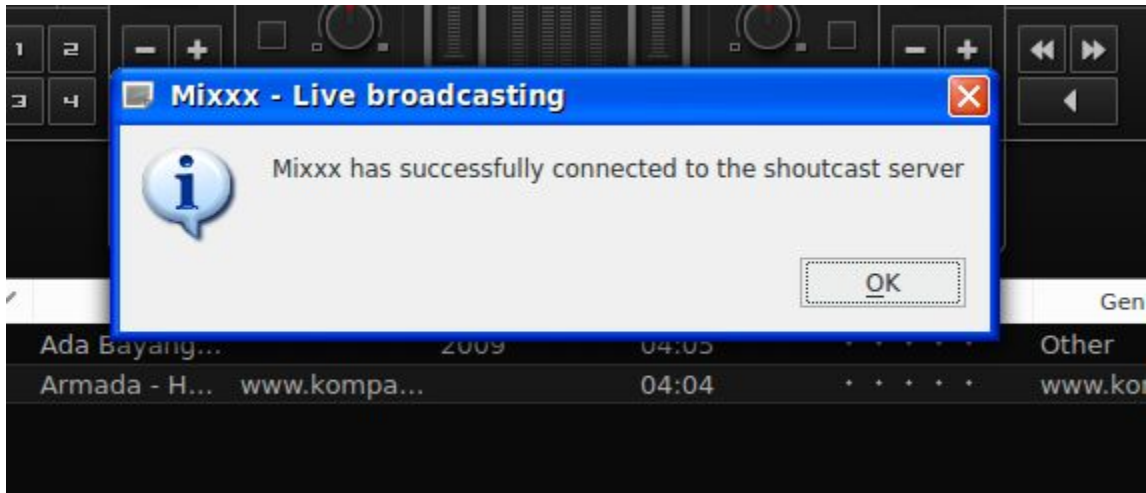 1 2
3 4
Mixxx - Live broadcasting
Mixxx has successfully connected to the shoutcast server
OK
Gen
Ada Bayang... 2009 04:05 Other
Armada - H... www.kompa... 04:04 www.kor